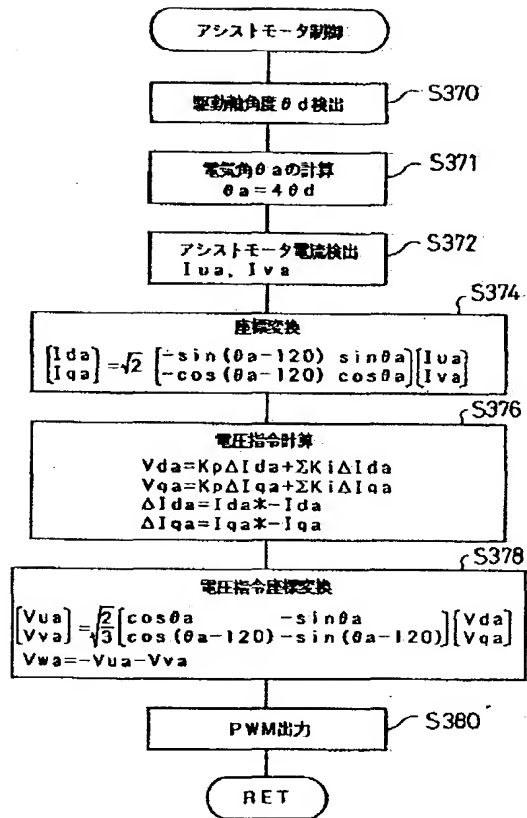 アシストモータ制御
駆動軸角度θd検出
S370
電気角θaの計算
θa=4θd
S371
アシストモータ電流検出
Iua, Iva
S372
S374
座標変換
[Ida]=√2 [-sin(θa-120) sinθa][Iua]
[Iqa] [-cos(θa-120) cosθa][Iva]
S376
電圧指令計算
Vda=KpΔIda+ΣKiΔIda
Vqa=KpΔIqa+ΣKiΔIqa
ΔIda=Ida*-Ida
ΔIqa=Iqa*-Iqa
S378
電圧指令座標変換
[Vua]=√2/3 [cosθa -sinθa][Vda]
[Vva] [cos(θa-120)-sin(θa-120)][Vqa]
Vwa=-Vua-Vva
PWM出力
S380
RET